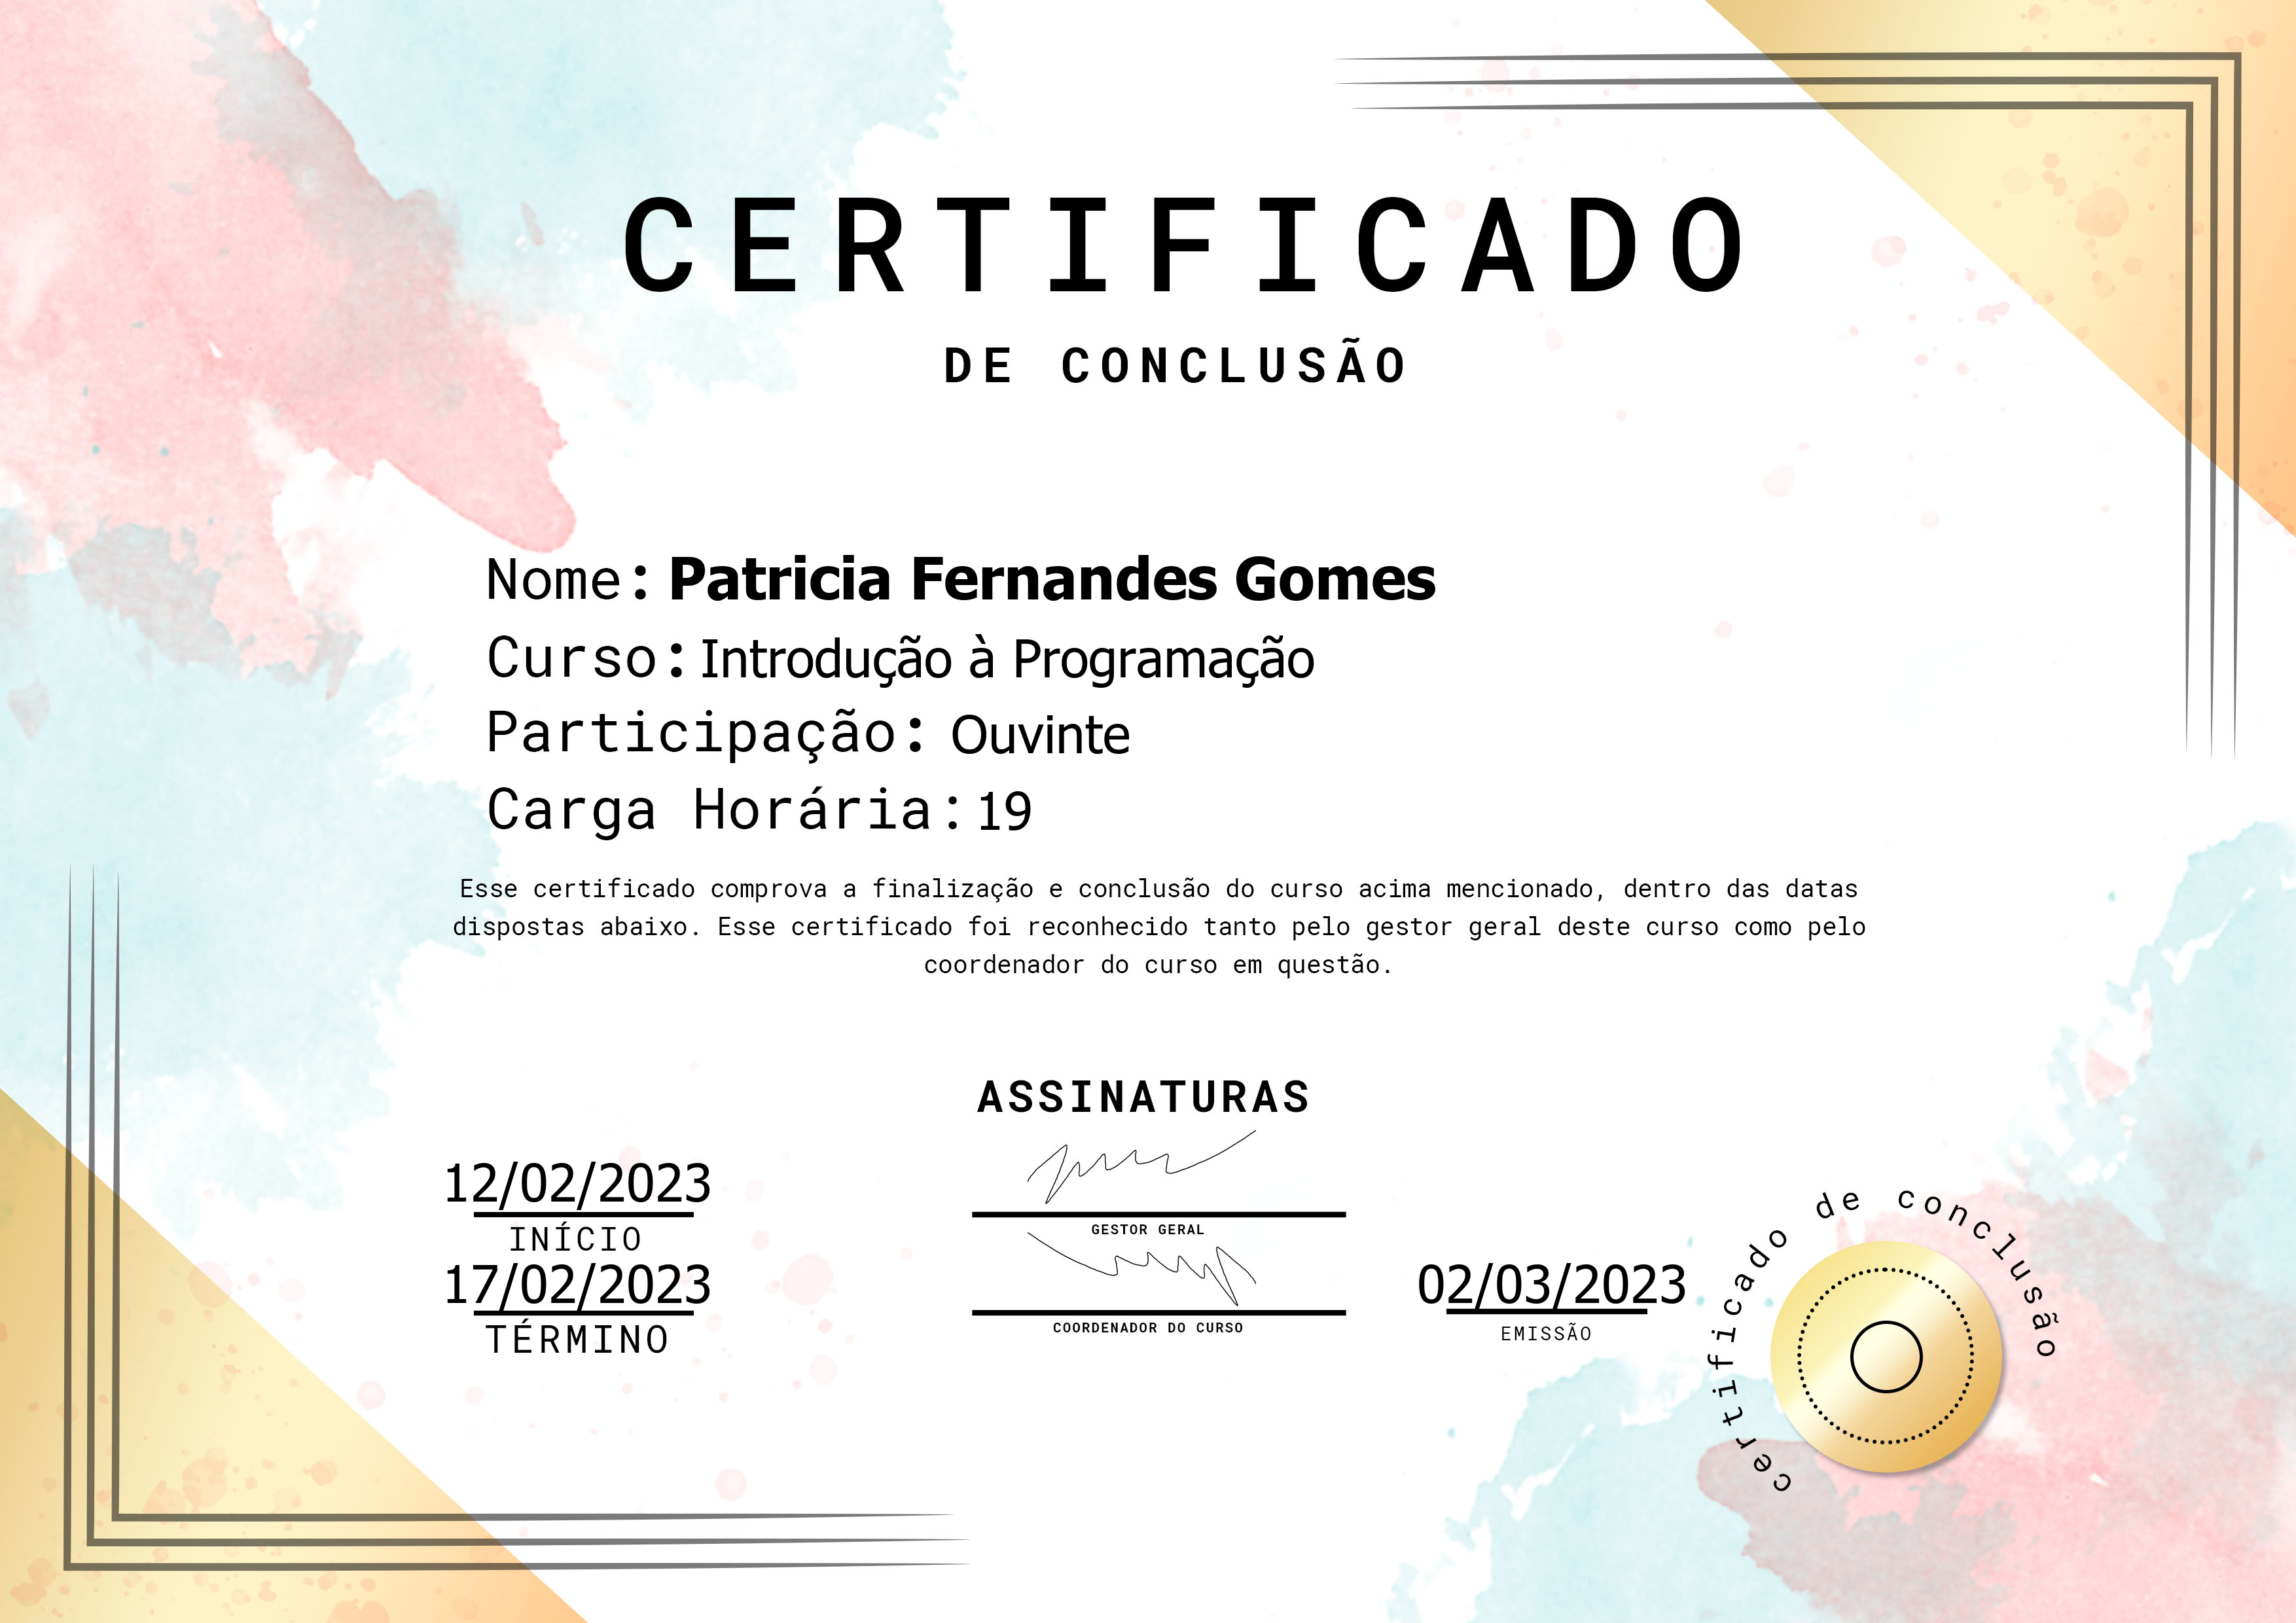 CERTIFICADO
DE CONCLUSÃO
Nome: Patricia Fernandes Gomes
Curso: Introdução à Programação
Participação: Ouvinte
Carga Horária: 19
Esse certificado comprova a finalização e conclusão do curso acima mencionado, dentro das datas
dispostas abaixo. Esse certificado foi reconhecido tanto pelo gestor geral deste curso como pelo
coordenador do curso em questão.
ASSINATURAS
12/02/2023
INÍCIO
GESTOR GERAL
17/02/2023
TÉRMINO
COORDENADOR DO CURSO
02/03/2023
EMISSÃO
certificado de conclusão